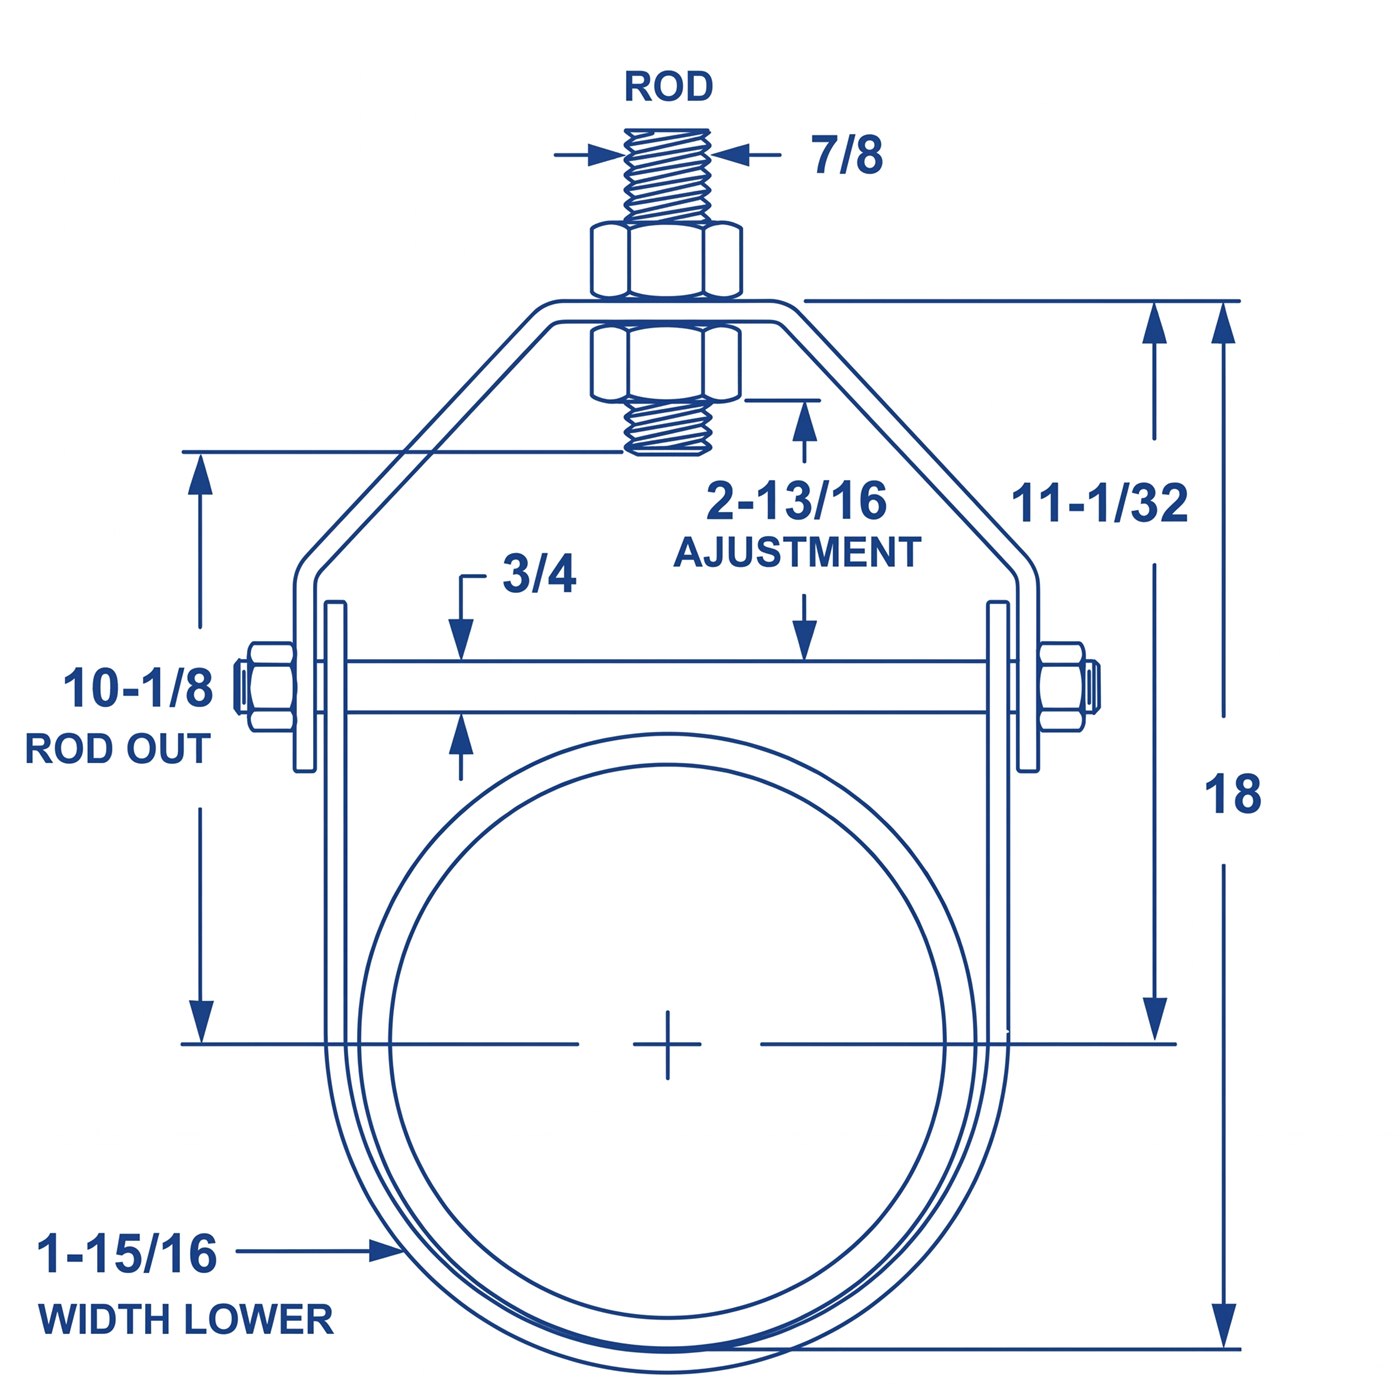 ROD
7/8
11-1/32
2-13/16
AJUSTMENT
3/4
10-1/8
ROD OUT
18
1-15/16
WIDTH LOWER